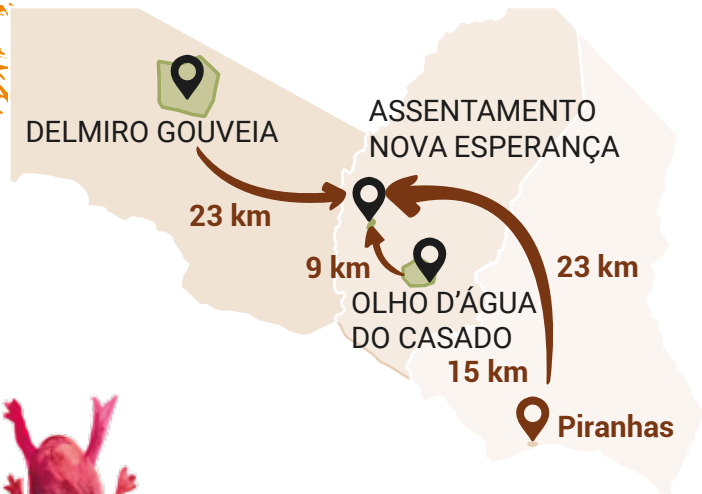 DELMIRO GOUVEIA
ASSENTAMENTO
NOVA ESPERANÇA
23 km
9 km
23 km
OLHO D'ÁGUA
DO CASADO
15 km
Piranhas